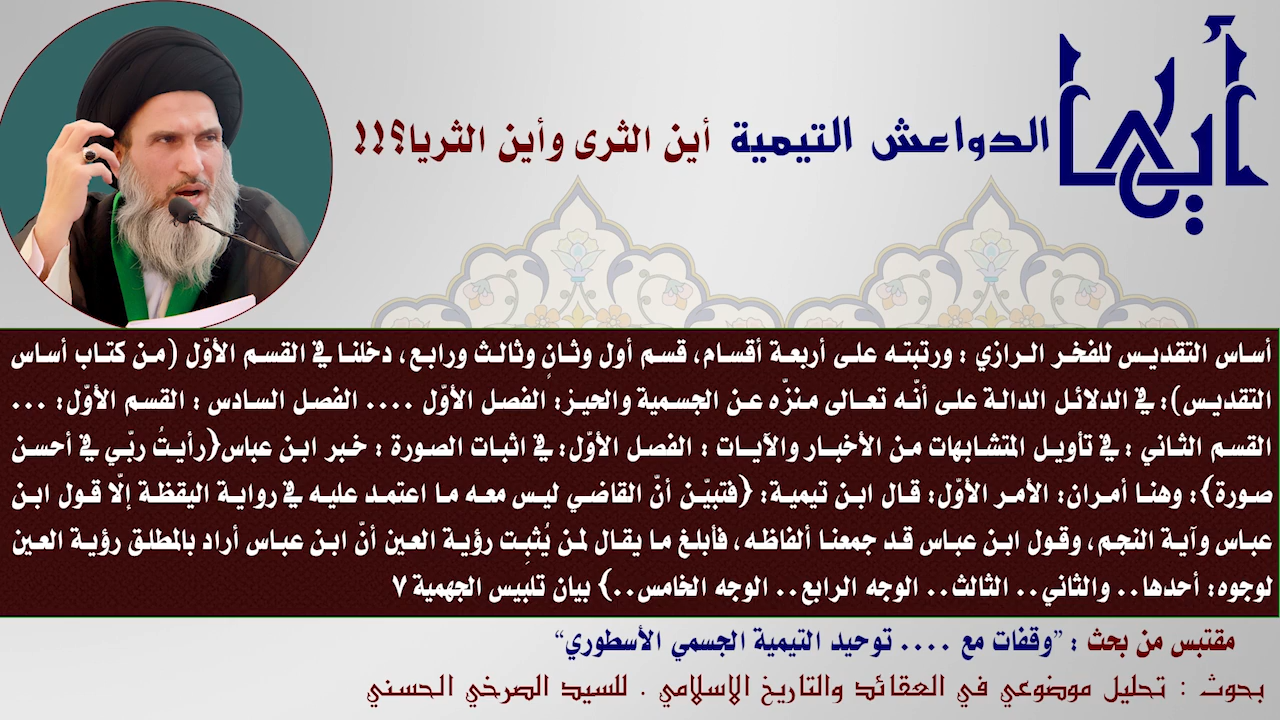 أيها الدواعش التيمية أين الثرى وأين الثريا؟!!
أساس التقديس للفخر الرازي : ورتبته على أربعة أقسام، قسم أول وثانٍ وثالث ورابع، دخلنا في القسم الأوّل (من كتاب أساس
التقديس): في الدلائل الدالة على أنّه تعالى منزّه عن الجسمية والحيز: الفصل الأوّل .... الفصل السادس : القسم الأوّل: ...
القسم الثاني : في تأويل المتشابهات من الأخبار والآيات : الفصل الأوّل: في اثبات الصورة : خبر ابن عباس{رأيتُ ربّي في أحسن
صورة}: وهنا أمران: الأمر الأوّل: قال ابن تيمية: {فتبيّن أنّ القاضي ليس معه ما اعتمد عليه في رواية اليقظة إلّا قول ابن
عباس وآية النجم، وقول ابن عباس قد جمعنا ألفاظه، فأبلغ ما يقال لمن يُثبِت رؤية العين أنّ ابن عباس أراد بالمطلق رؤية العين
لوجوه: أحدها.. والثاني.. الثالث.. الوجه الرابع.. الوجه الخامس..} بيان تلبيس الجهمية ٧
مقتبس من بحث : "وقفات مع .... توحيد التيمية الجسمي الأسطوري"
بحوث : تحليل موضوعي في العقائد والتاريخ الاسلامي . للسيد الصرخي الحسني